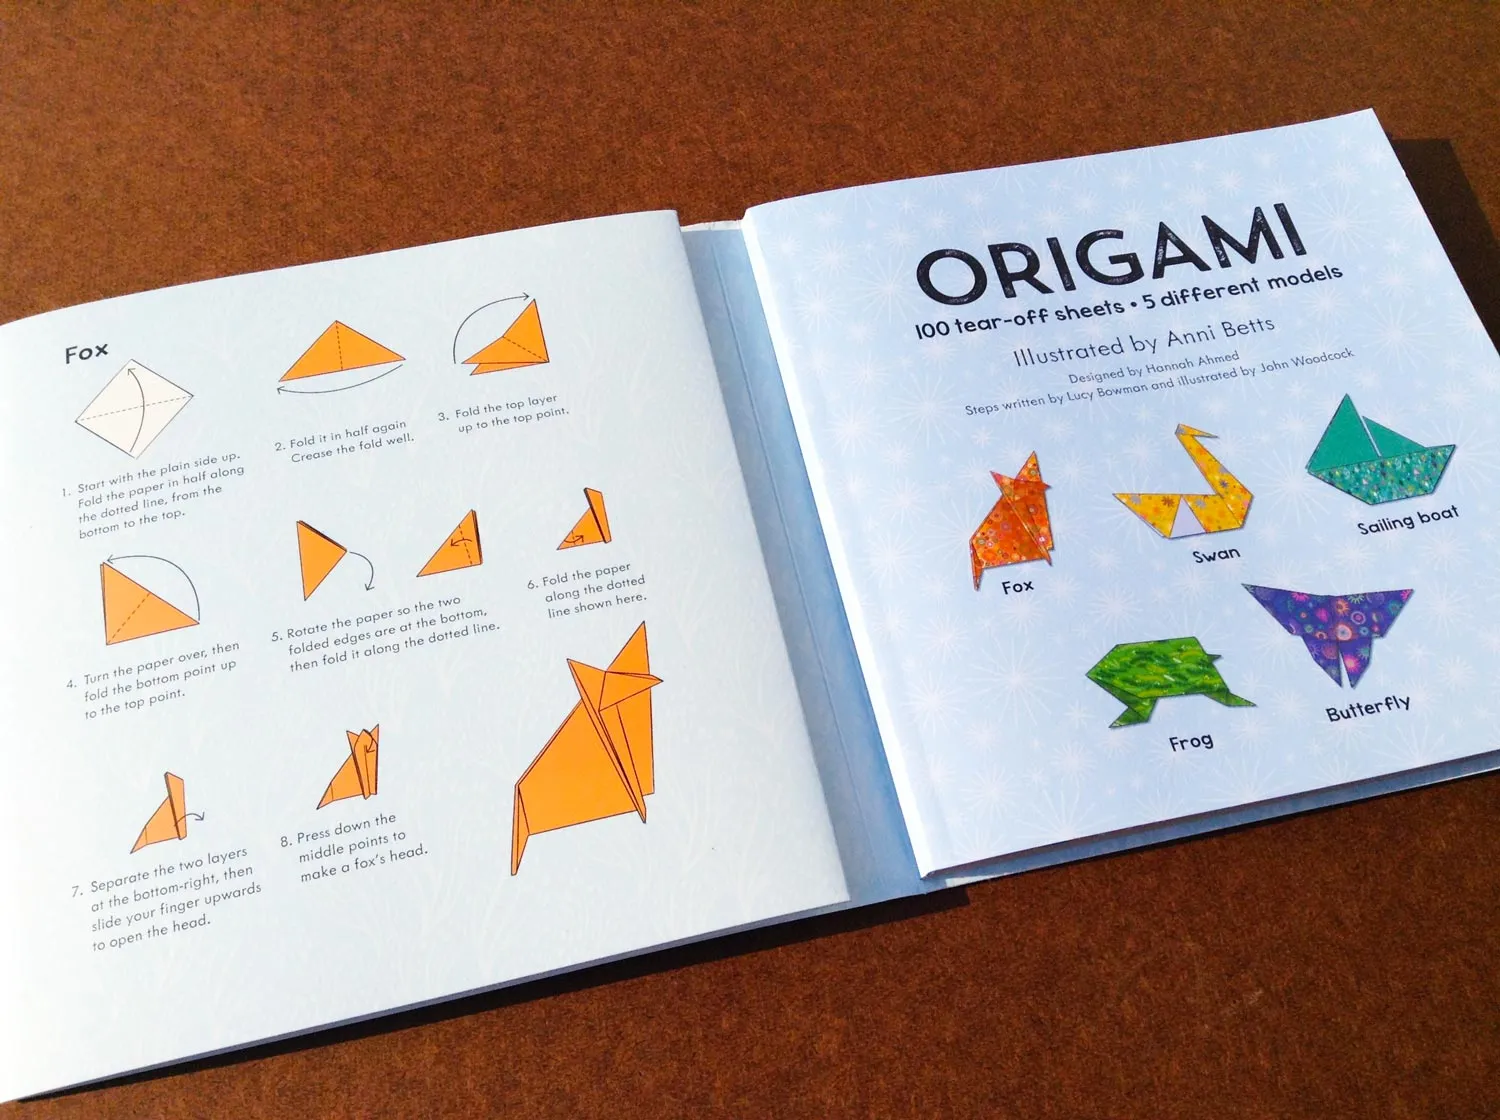 Fox
1. Start with the plain side up.
Fold the paper in half along
the dotted line, from the
bottom to the top.
2. Fold it in half again
Crease the fold well.
3. Fold the top layer
up to the top point.
4. Turn the paper over, then
fold the bottom point up
to the top point.
5. Rotate the paper so the two
folded edges are at the bottom,
then fold it along the dotted line.
6. Fold the paper
along the dotted
line shown here.
7. Separate the two layers
at the bottom-right, then
slide your finger upwards
to open the head.
8. Press down the
middle points to
make a fox's head.
ORIGAMI
100 tear-off sheets • 5 different models
Illustrated by Anni Betts
Designed by Hannah Ahmed
Steps written by Lucy Bowman and illustrated by John Woodcock
Fox
Swan
Sailing boat
Frog
Butterfly